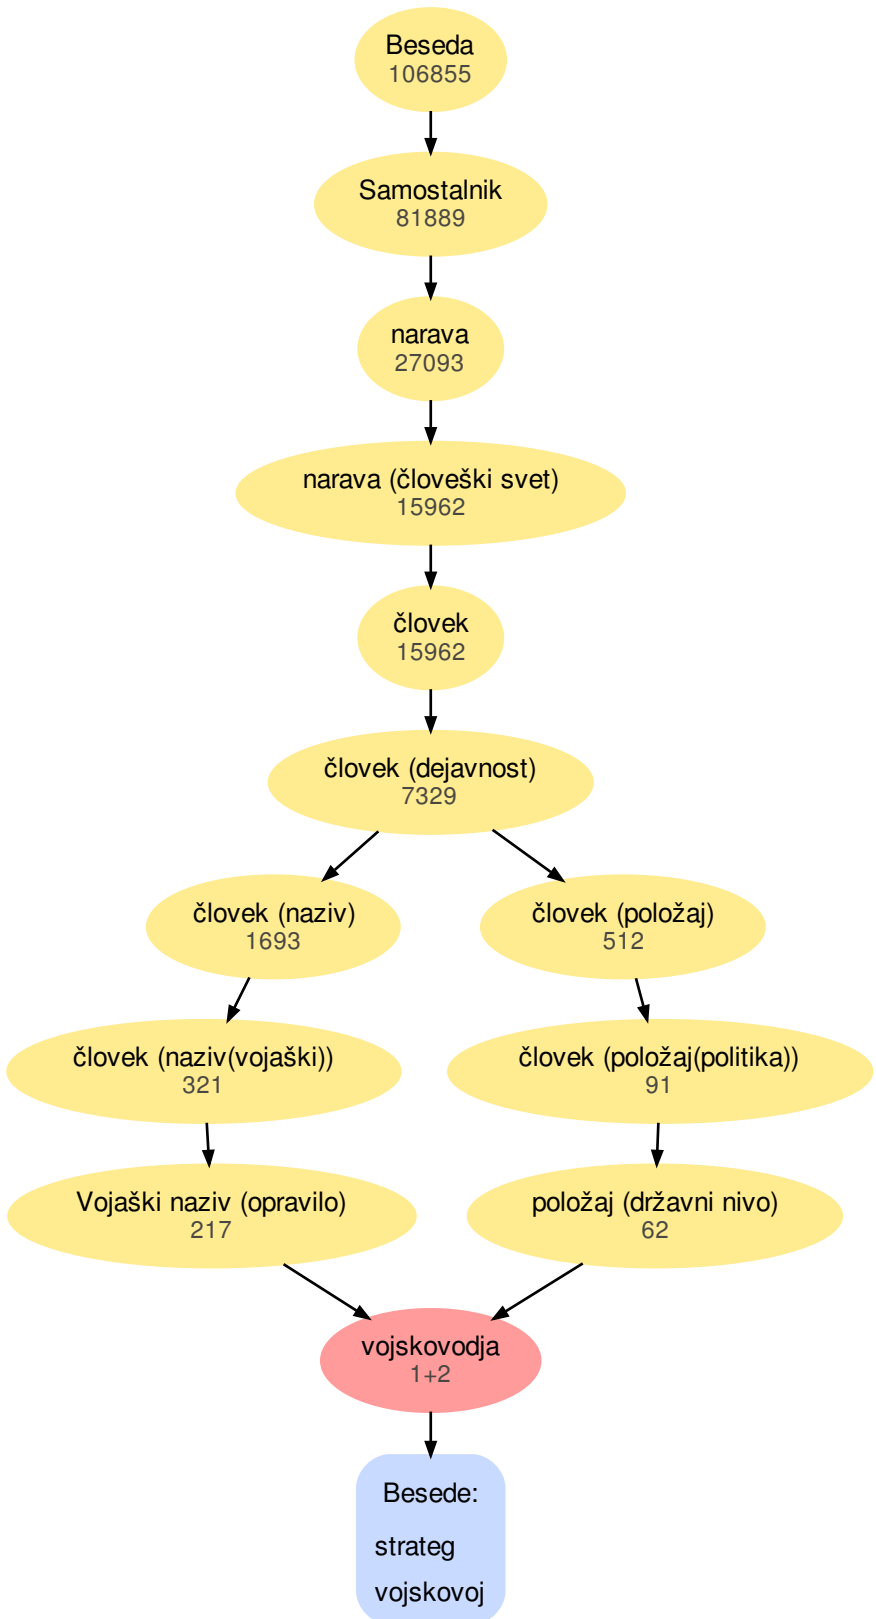 Beseda
106855
Samostalnik
81889
narava
27093
narava (človeški svet)
15962
človek
15962
človek (dejavnost)
7329
človek (naziv)
1693
človek (položaj)
512
človek (naziv(vojaški))
321
človek (položaj(politika))
91
Vojaški naziv (opravilo)
217
položaj (državni nivo)
62
vojskovodja
1+2
Besede:
strateg
vojskovoj